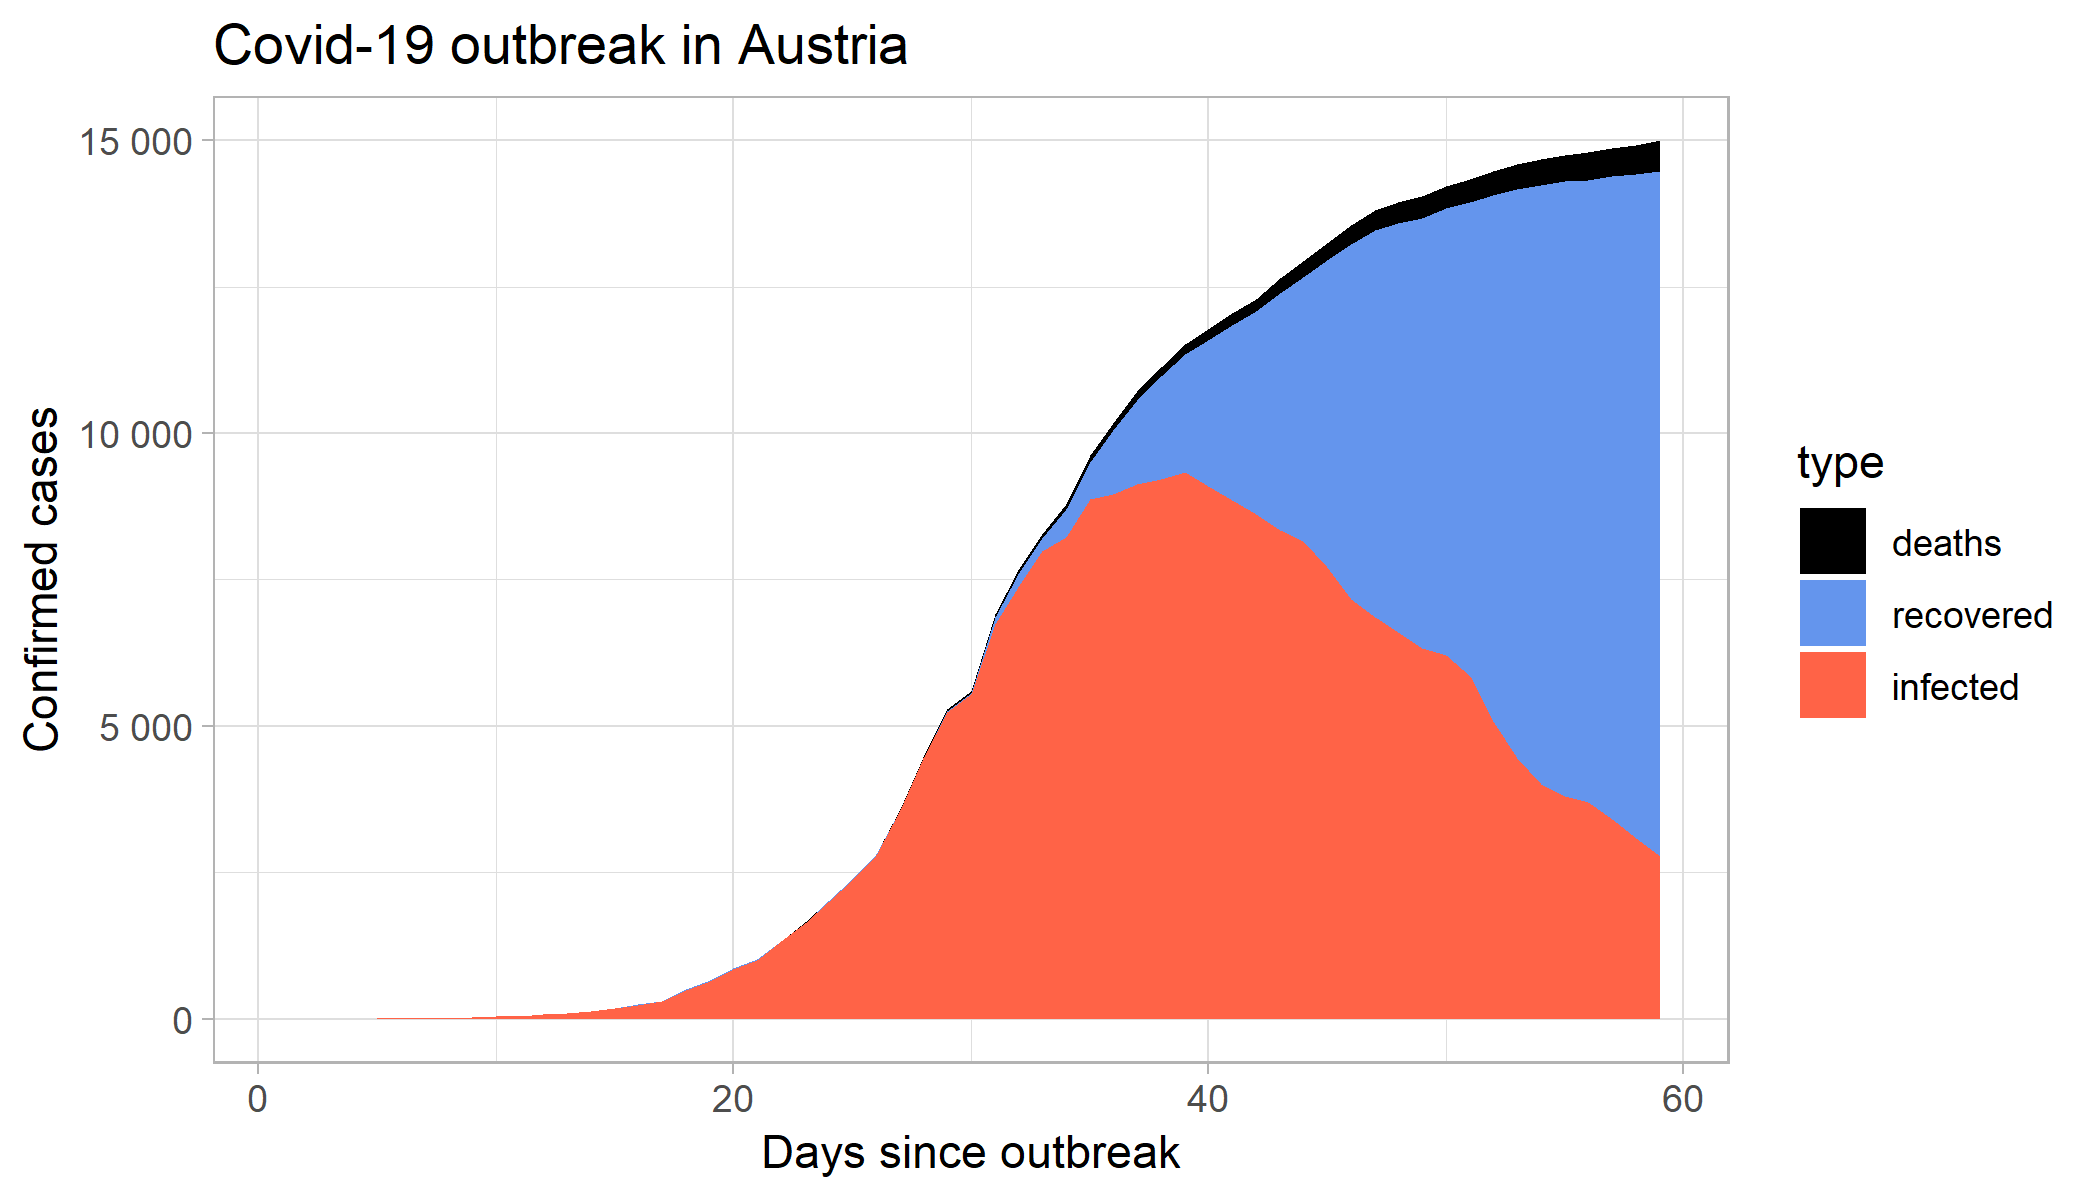 Covid-19 outbreak in Austria
Confirmed cases
15 000
10 000
5 000
0
0 20 40 60
Days since outbreak
type
deaths
recovered
infected